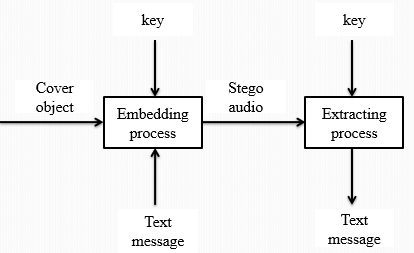 key
key
Cover
object
Stego
audio
Embedding
process
Extracting
process
Text
message
Text
message